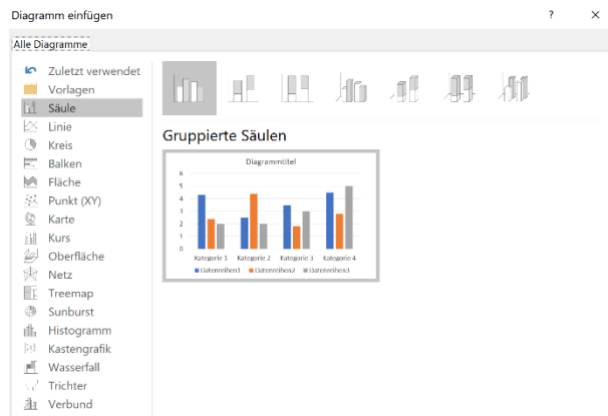 Diagramm einfügen
?
×
Alle Diagramme
Zuletzt verwendet
Vorlagen
Säule
Linie
Kreis
Balken
Fläche
Punkt (XY)
Karte
Kurs
Oberfläche
Netz
Treemap
Sunburst
Histogramm
Kastengrafik
Wasserfall
Trichter
Verbund
Gruppierte Säulen
Diagrammtitel
6
5
4
3
2
1
0
Kategorie 1 Kategorie 2 Kategorie 3 Kategorie 4
Datenreihen1 Datenreihen2 Datenreihen3